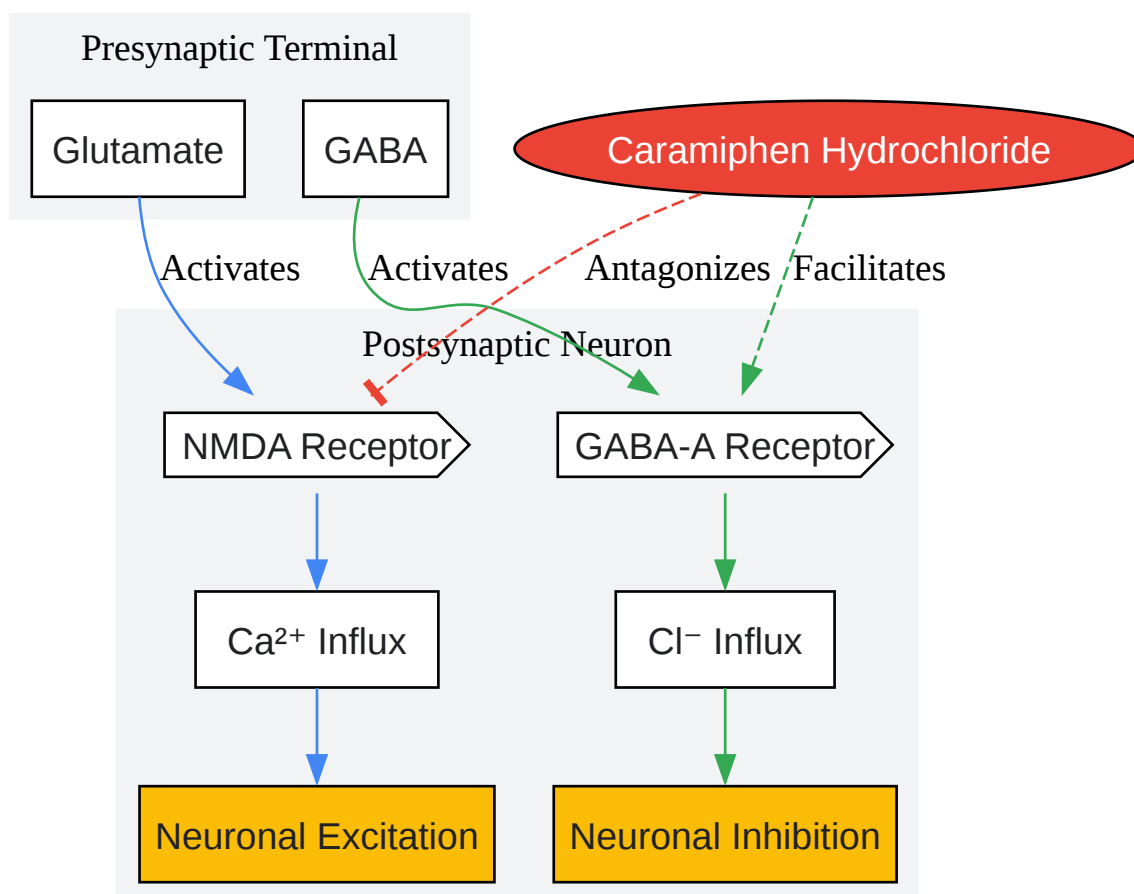 Presynaptic Terminal
Glutamate
GABA
Caramiphen Hydrochloride
Activates
Activates
Antagonizes
Facilitates
Postsynaptic Neuron
NMDA Receptor
GABA-A Receptor
Ca²⁺ Influx
Cl⁻ Influx
Neuronal Excitation
Neuronal Inhibition